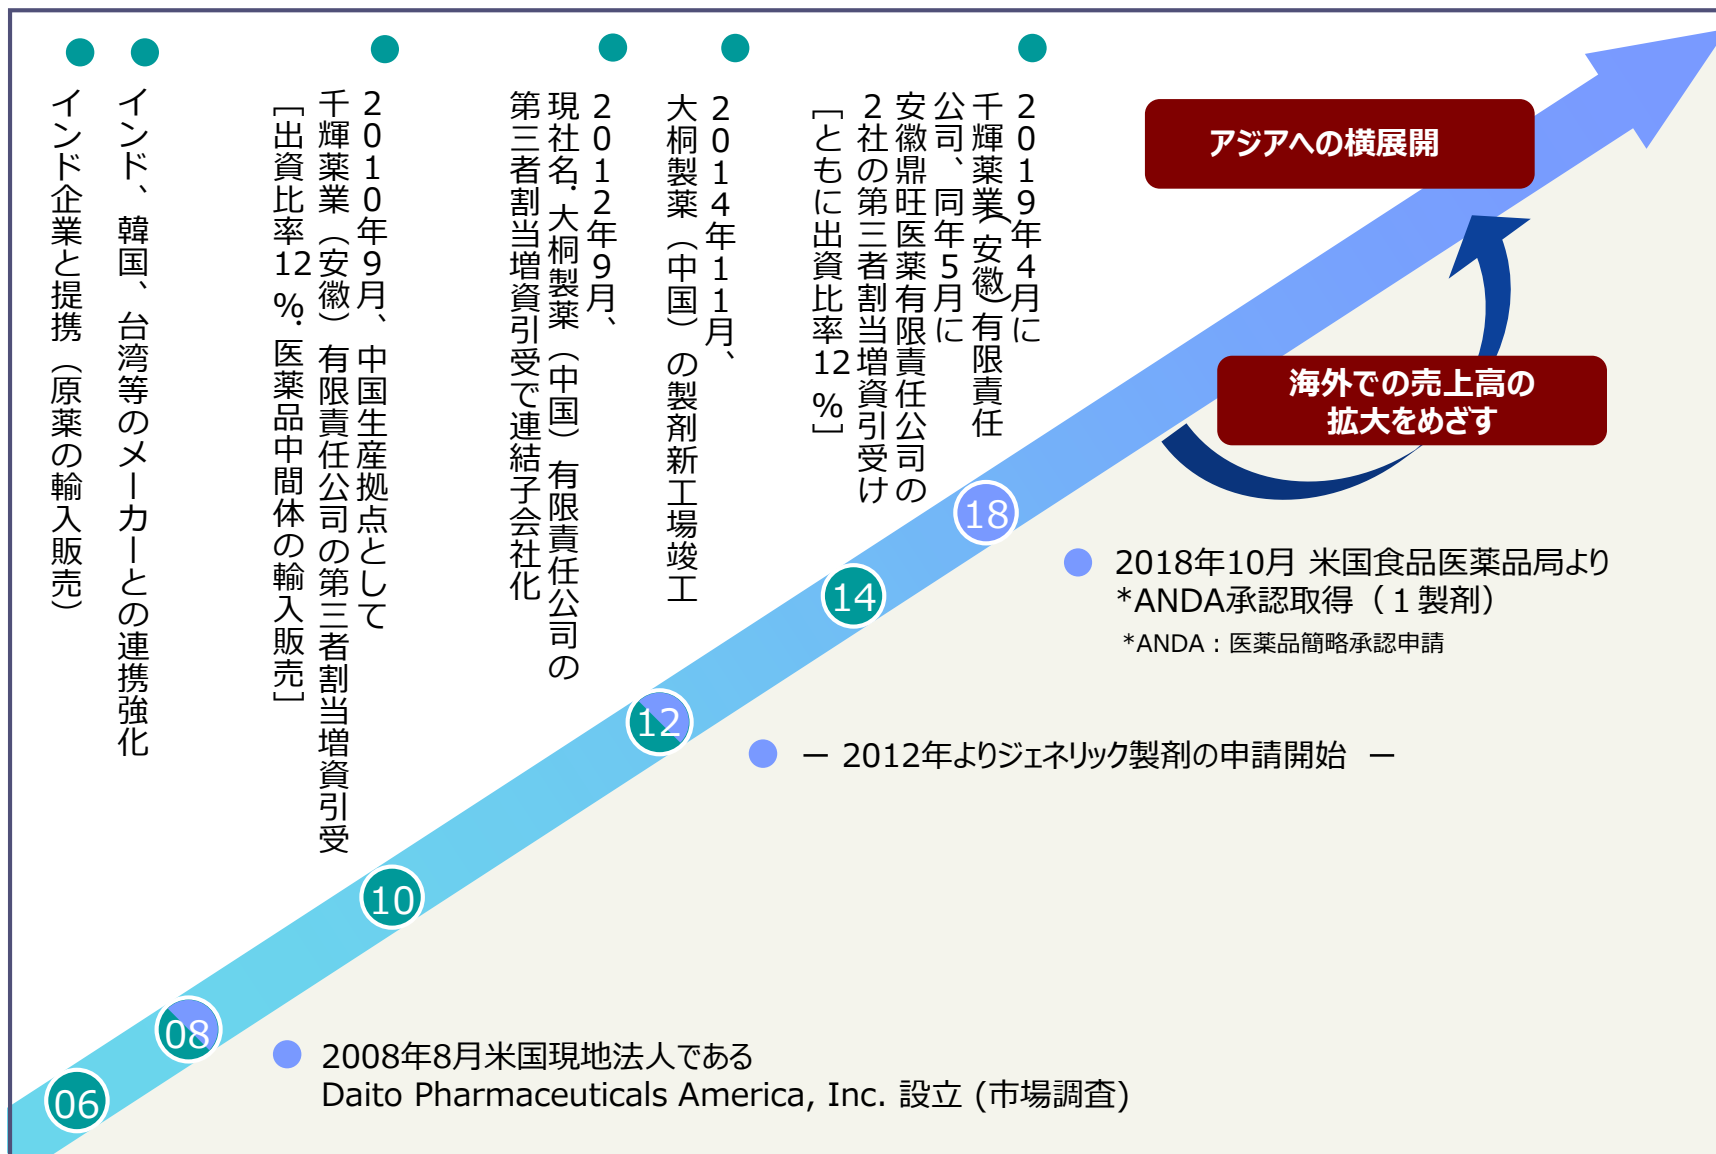 インド企業と提携（原薬の輸入販売）
インド、韓国、台湾等のメーカーとの連携強化
2010年9月、中国生産拠点として
千輝薬業（安徽）有限責任公司の第三者割当増資引受
［出資比率12％．医薬品中間体の輸入販売］
2012年9月、
現社名．大桐製薬（中国）有限責任公司の
第三者割当増資引受で連結子会社化
2014年11月、
大桐製薬（中国）の製剤新工場竣工
2019年4月に
千輝薬業（安徽）有限責任
公司、同年5月に
安徽鼎旺医薬有限責任公司の
2社の第三者割当増資引受け
［ともに出資比率12％］
アジアへの横展開
海外での売上高の
拡大をめざす
18
2018年10月 米国食品医薬品局より
*ANDA承認取得（１製剤）
*ANDA：医薬品簡略承認申請
14
12
－ 2012年よりジェネリック製剤の申請開始 －
10
08
2008年8月米国現地法人である
Daito Pharmaceuticals America, Inc. 設立 (市場調査)
06